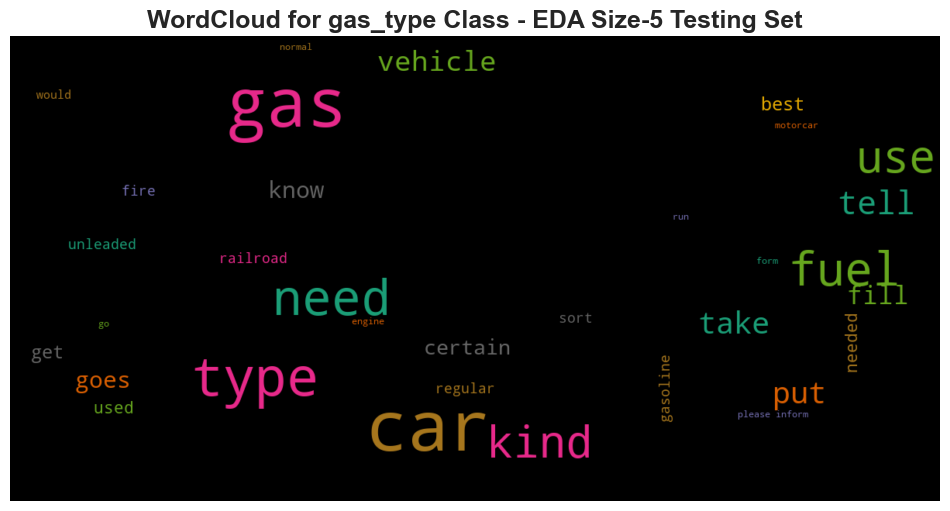 WordCloud for gas_type Class - EDA Size-5 Testing Set
normal
vehicle
would
gas
best
motorcar
use
fire
know
tell
run
unleaded
railroad
form
fuel
need
fill
go
engine
sort
take
needed
get
certain
goes
type
regular
gasoline
put
used
please inform
car
kind